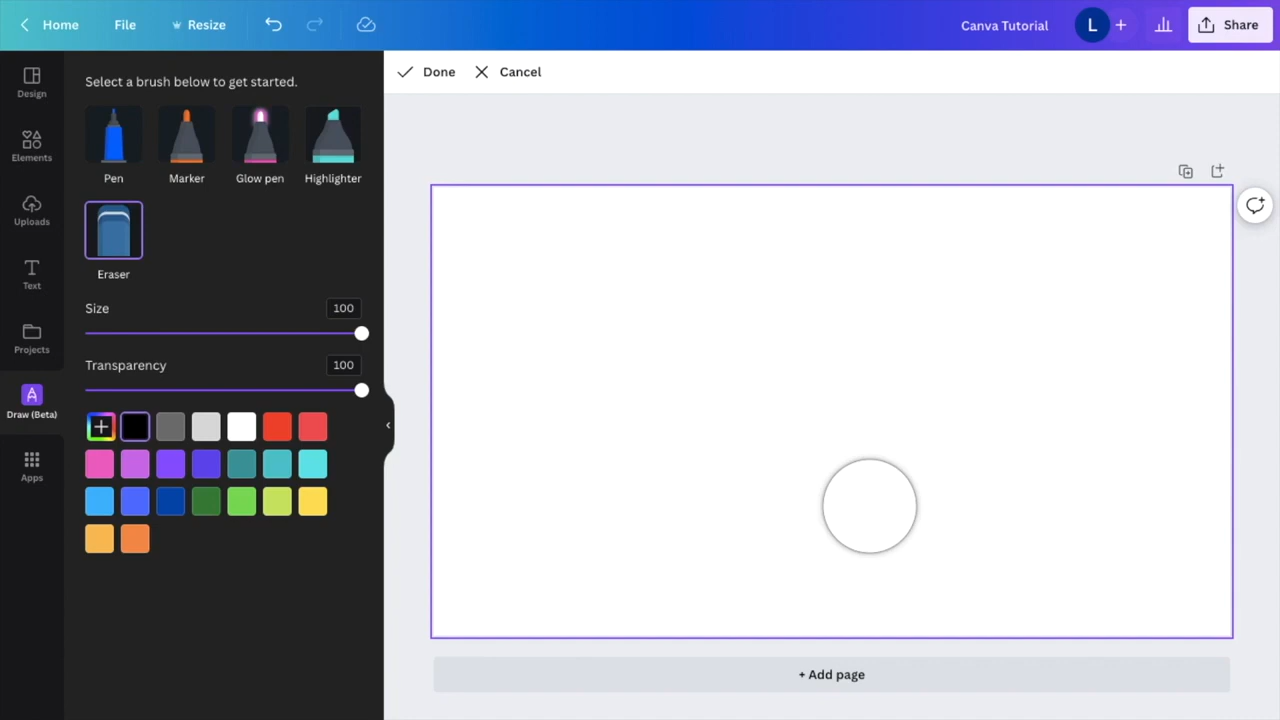 Home File Resize Canva Tutorial L + Share
Design
Elements
Uploads
Text
Projects
Draw (Beta)
Apps
Select a brush below to get started.
Pen Marker Glow pen Highlighter
Eraser
Size 100
Transparency 100
Done Cancel
+ Add page